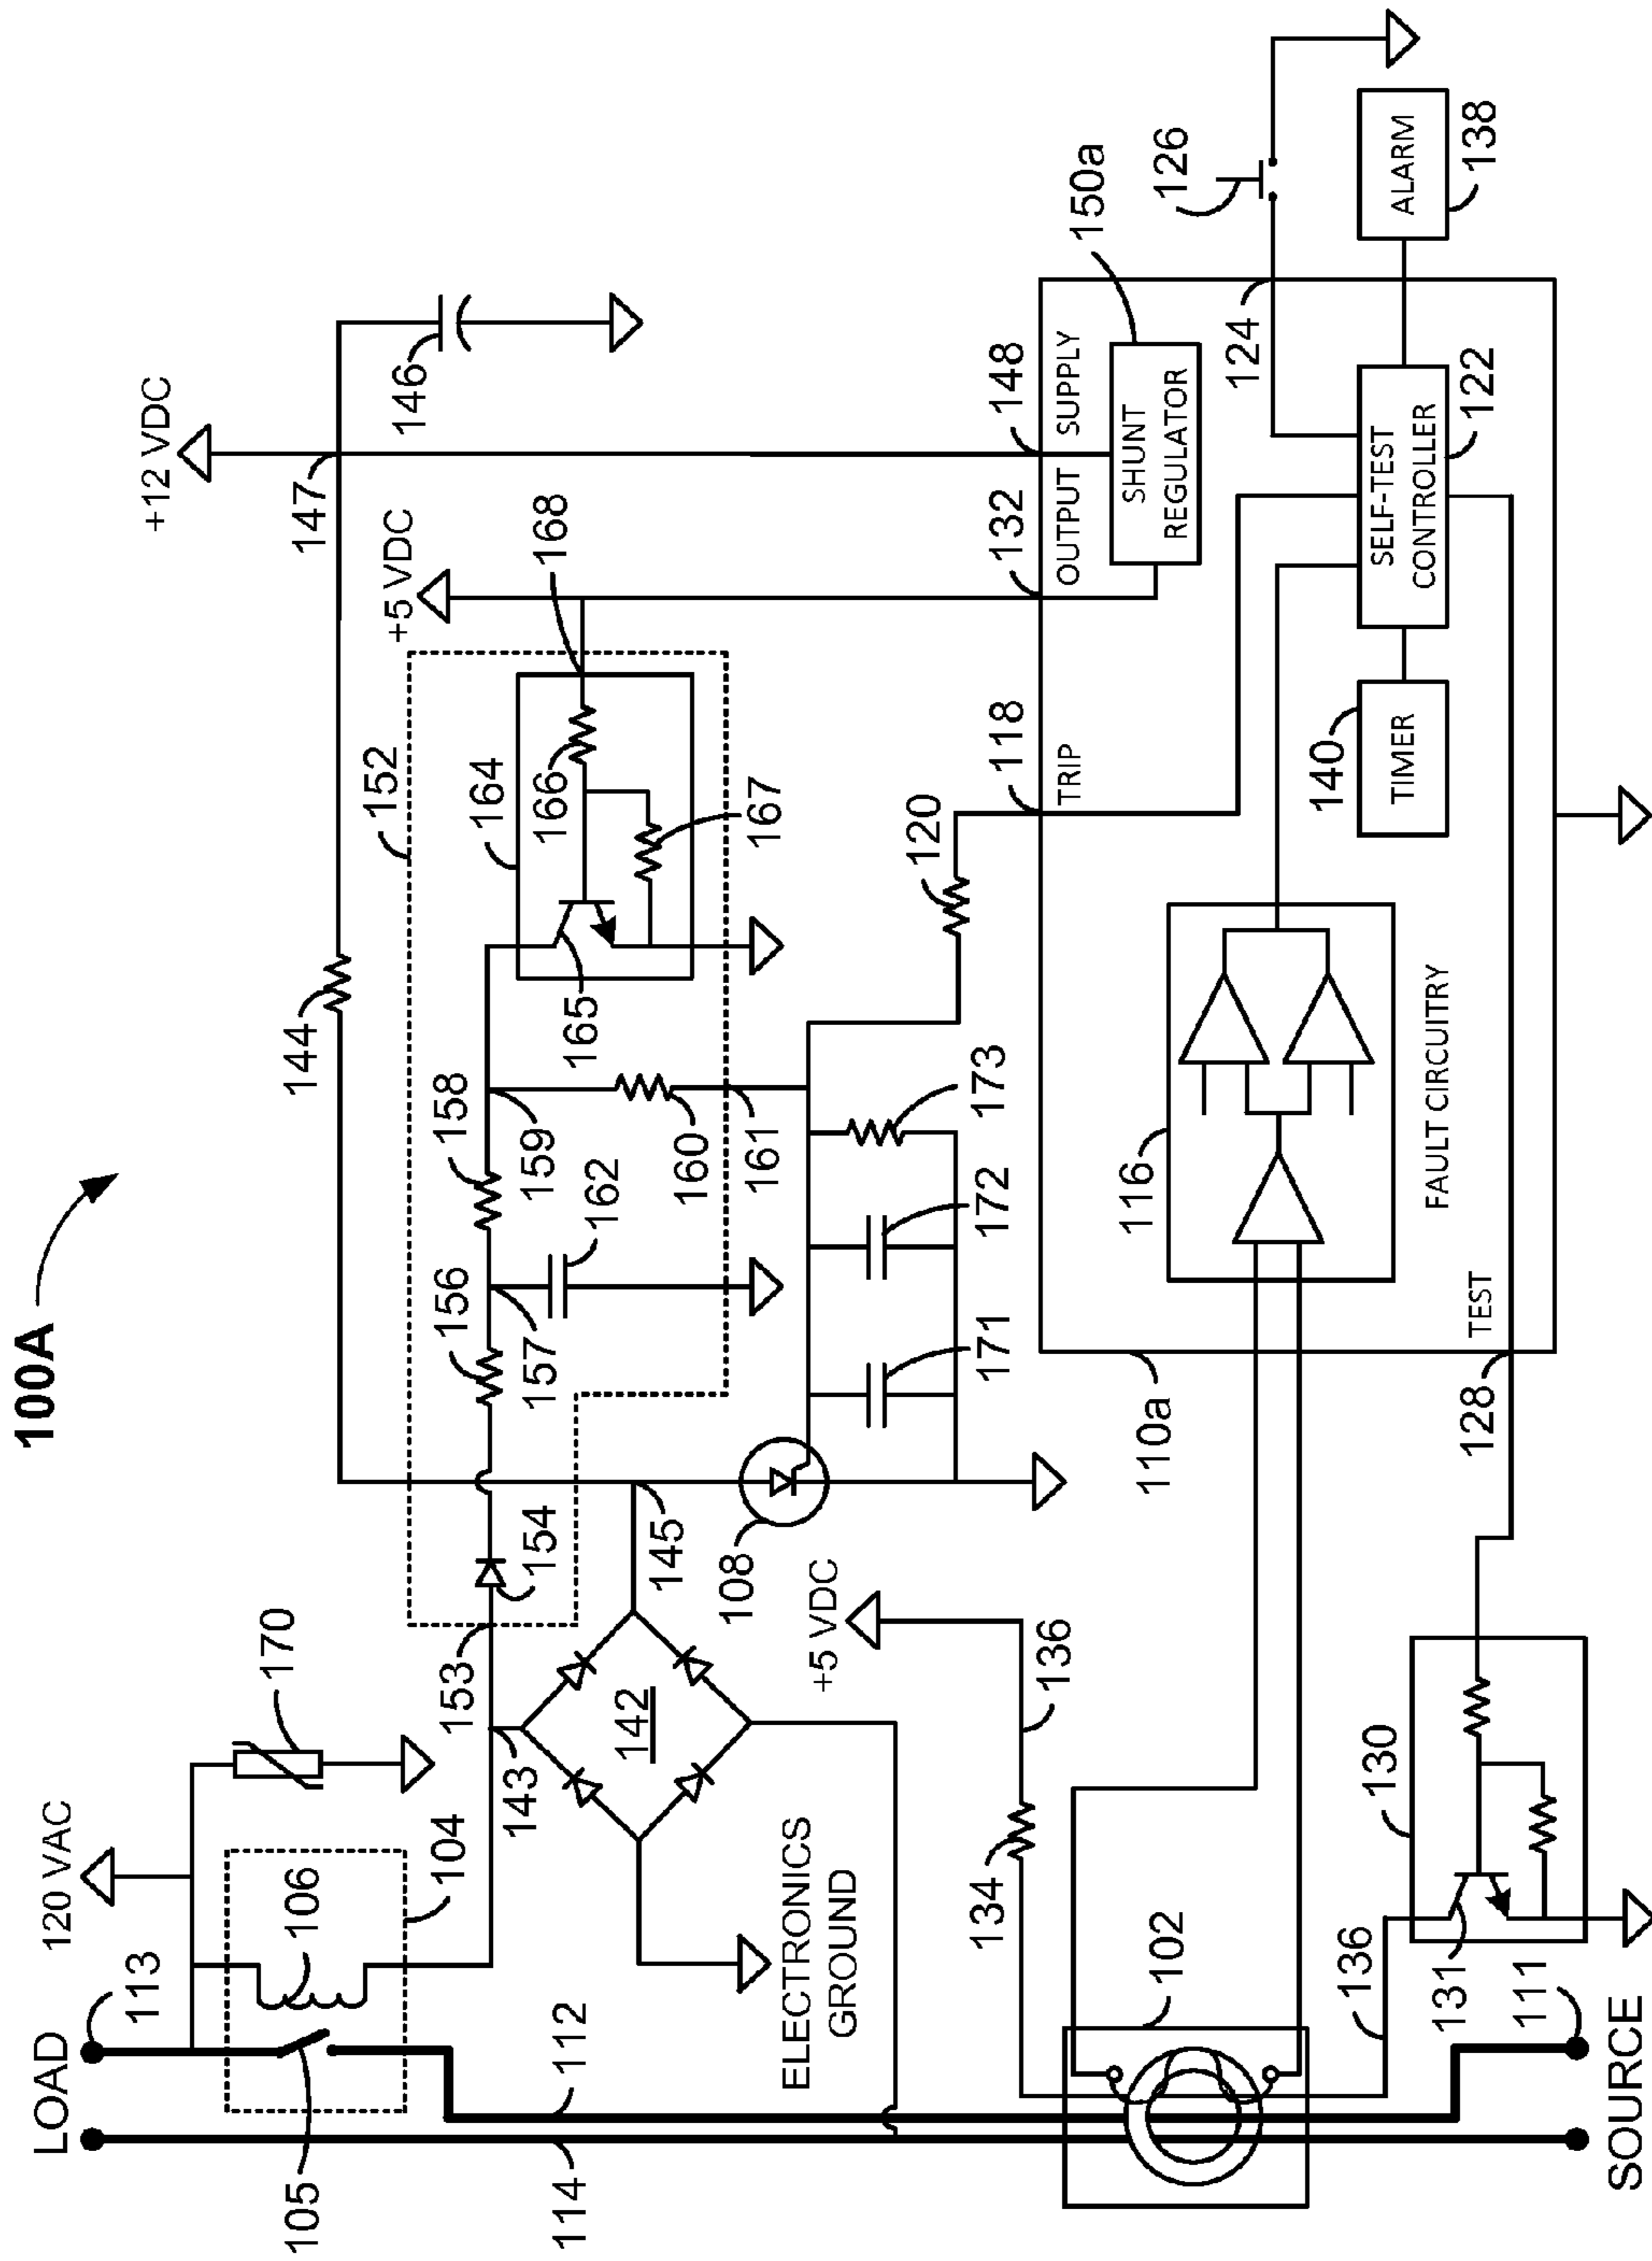 100A
LOAD
113
120 VAC
170
105
106
104
112
114
143
142
ELECTRONICS
GROUND
153
154
152
156
157
158
159
162
160
161
164
165
166
167
168
144
145
146
147
+12 VDC
+5 VDC
108
171
172
173
120
118
132
148
+5 VDC
136
134
102
136
131
130
111
SOURCE
128
110a
TEST
TRIP
OUTPUT
SUPPLY
116
FAULT CIRCUITRY
SHUNT
REGULATOR
150a
124
126
140
TIMER
SELF-TEST
CONTROLLER
122
ALARM
138